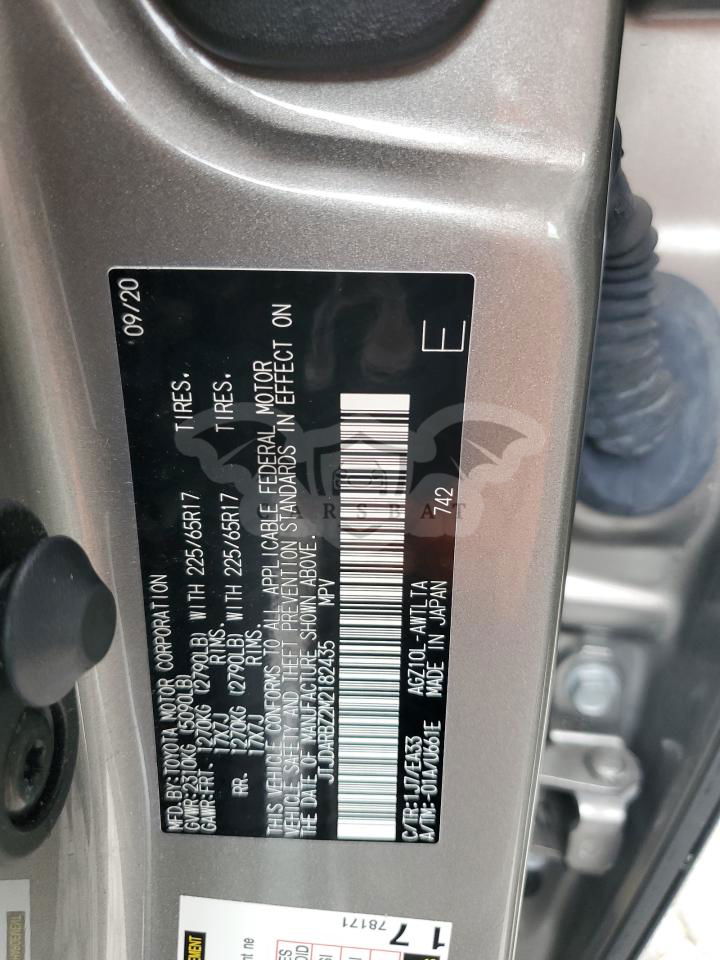 MFD.BY:TOYOTA MOTOR CORPORATION 09/20
GVWR:2310KG (5090LB)
GAWR:FRT. 1270KG (2790LB) WITH 225/65R17 TIRES.
17X7J RIMS.
RR. 1270KG (2790LB) WITH 225/65R17 TIRES.
17X7J RIMS.
THIS VEHICLE CONFORMS TO ALL APPLICABLE FEDERAL MOTOR
VEHICLE SAFETY AND THEFT PREVENTION STANDARDS IN EFFECT ON
THE DATE OF MANUFACTURE SHOWN ABOVE.
JTJDARBZ2M2182435 MPV
C/TR:1J7/EA33 AGZ10L-AWTLTA 742
A/TM:-01A/U661E MADE IN JAPAN
E
ARSBAT
17
78171